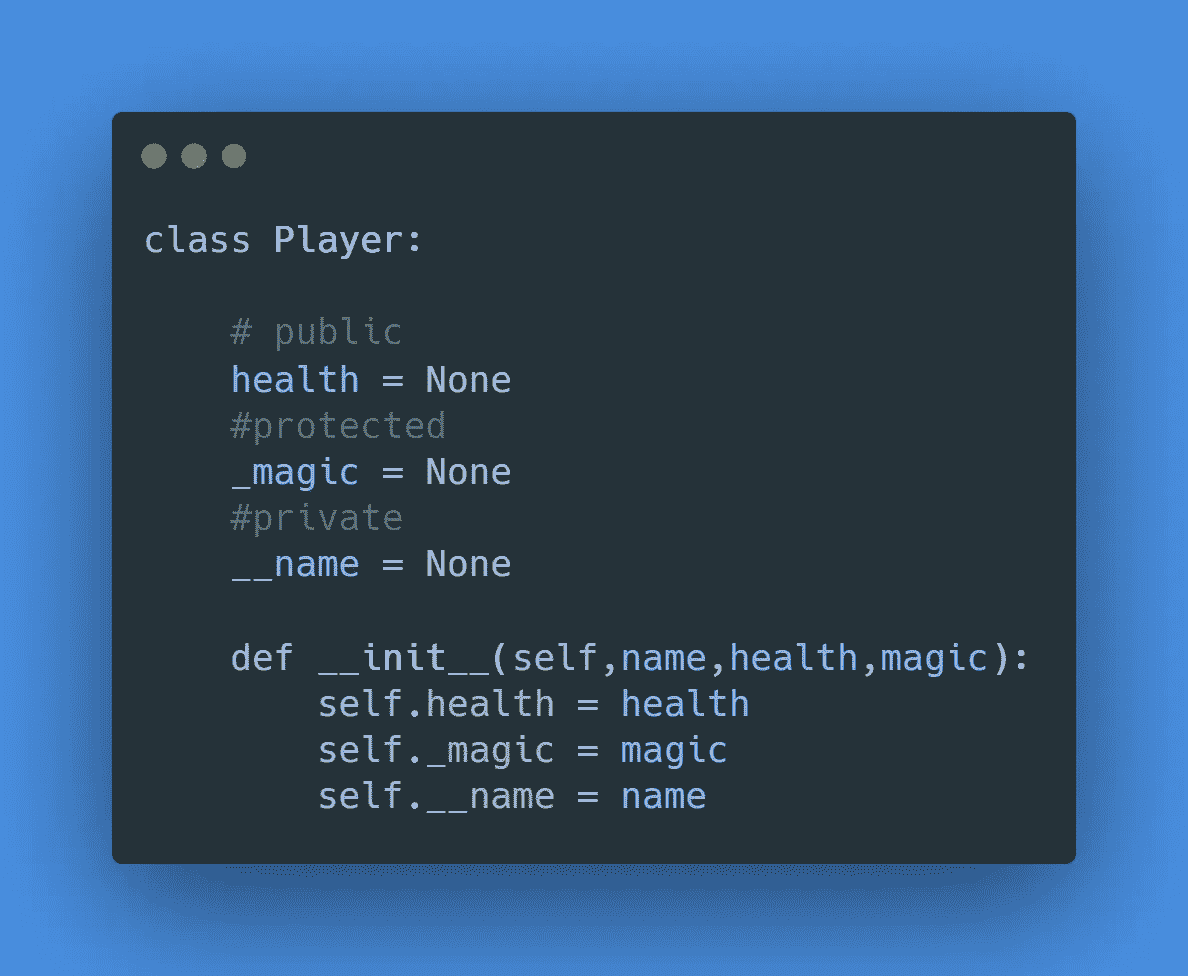 class Player:
# public
health = None
#protected
_magic = None
#private
__name = None
def __init__(self,name,health,magic):
self.health = health
self._magic = magic
self.__name = name